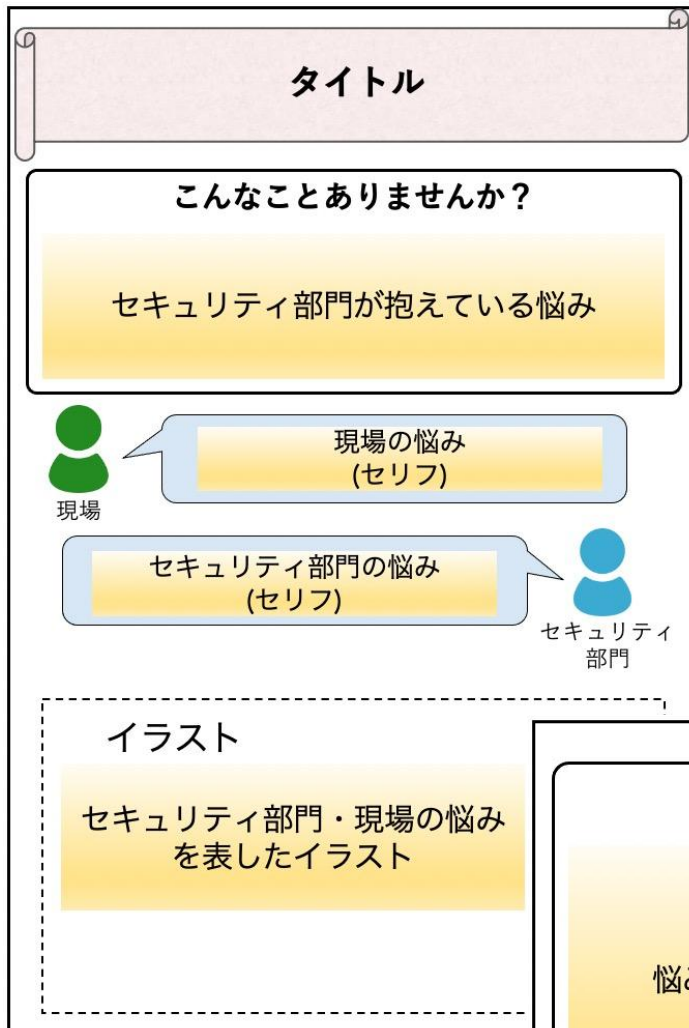 タイトル
こんなことありませんか？
セキュリティ部門が抱えている悩み
現場の悩み
(セリフ)
現場
セキュリティ部門の悩み
(セリフ)
セキュリティ
部門
イラスト
セキュリティ部門・現場の悩み
を表したイラスト